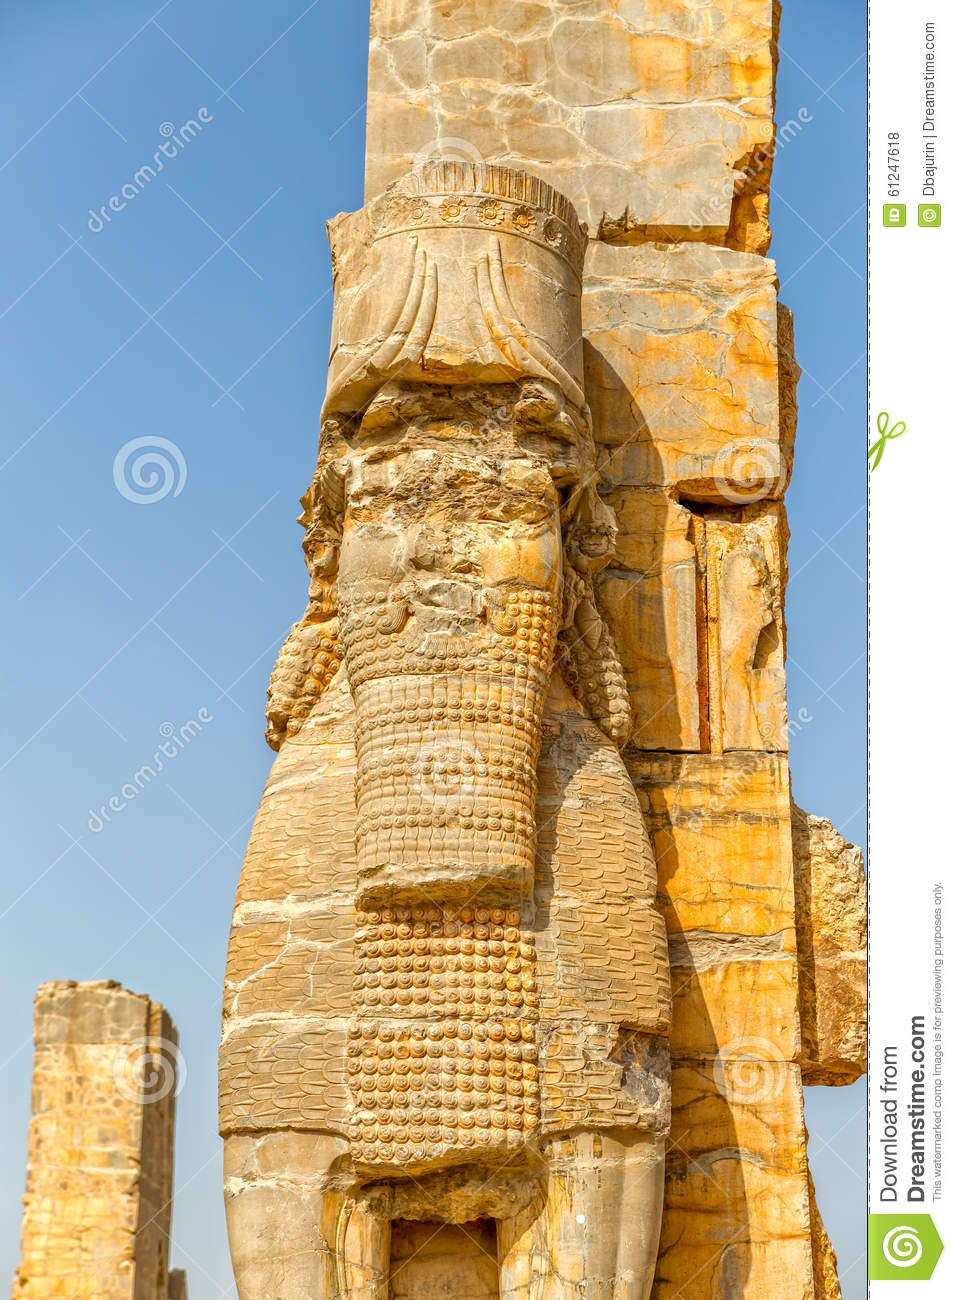 dreamstime
dreamstime
dreamstime
dreamstime
dreamstime
ID 61247618
© Dbajurin | Dreamstime.com
Download from
Dreamstime.com
This watermarked comp image is for previewing purposes only.